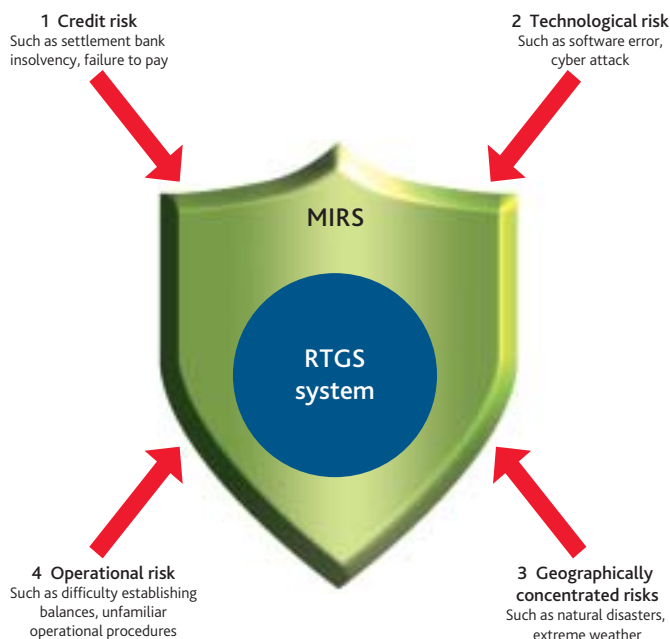 1 Credit risk
Such as settlement bank
insolvency, failure to pay
2 Technological risk
Such as software error,
cyber attack
MIRS
RTGS
system
4 Operational risk
Such as difficulty establishing
balances, unfamiliar
operational procedures
3 Geographically
concentrated risks
Such as natural disasters,
extreme weather